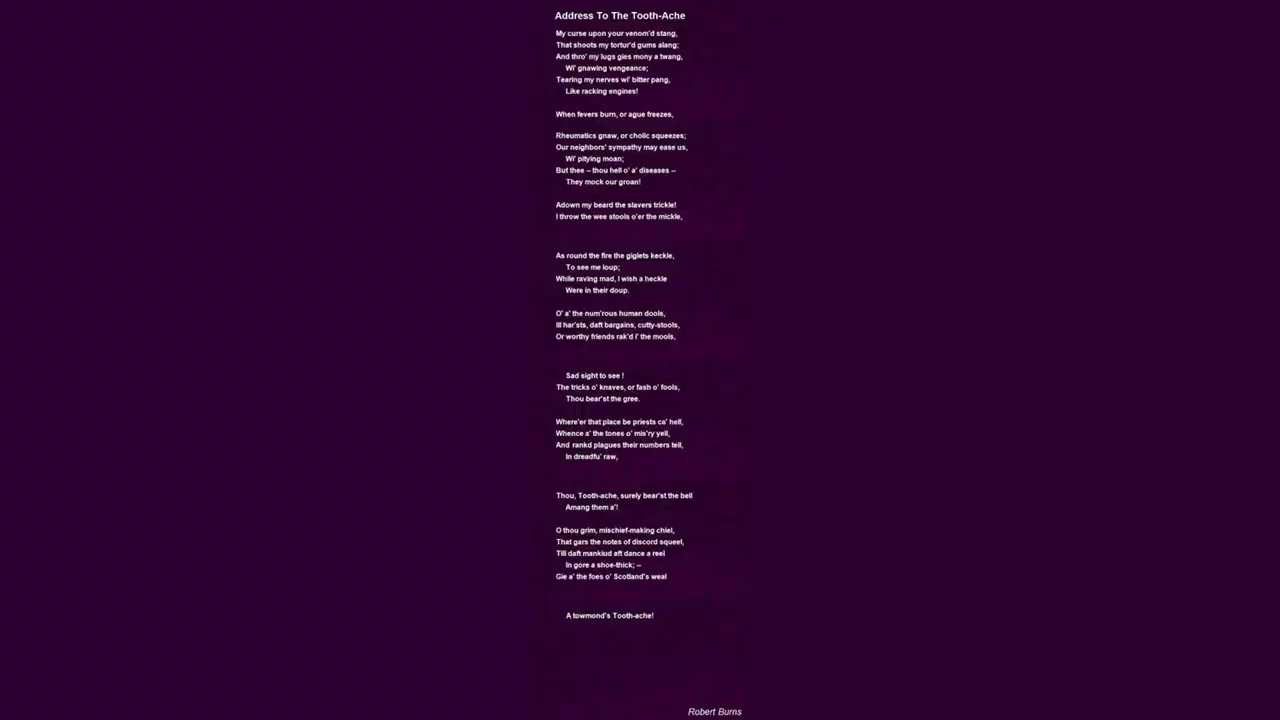 Address To The Tooth-Ache
My curse upon your venom'd stang,
That shoots my tortur'd gums alang;
And thro' my lugs gies mony a twang,
Wi' gnawing vengeance;
Tearing my nerves wi' bitter pang,
Like racking engines!
When fevers burn, or ague freezes,
Rheumatics gnaw, or cholic squeezes;
Our neighbors' sympathy may ease us,
Wi' pitying moan;
But thee -- thou hell o' a' diseases --
They mock our groan!
Adown my beard the slavers trickle!
I throw the wee stools o'er the mickle,
As round the fire the giglets keckle,
To see me loup;
While raving mad, I wish a heckle
Were in their doup.
O' a' the num'rous human dools,
Ill har'sts, daft bargains, cutty-stools,
Or worthy friends rak'd i' the mools,
Sad sight to see !
The tricks o' knaves, or fash o' fools,
Thou bear'st the gree.
Where'er that place be priests ca' hell,
Whence a' the tones o' mis'ry yell,
And rankd plagues their numbers tell,
In dreadfu' raw,
Thou, Tooth-ache, surely bear'st the bell
Amang them a'!
O thou grim, mischief-making chiel,
That gars the notes of discord squeel,
Till daft mankiud aft dance a reel
In gore a shoe-thick; --
Gie a' the foes o' Scotland's weal
A towmond's Tooth-ache!
Robert Burns